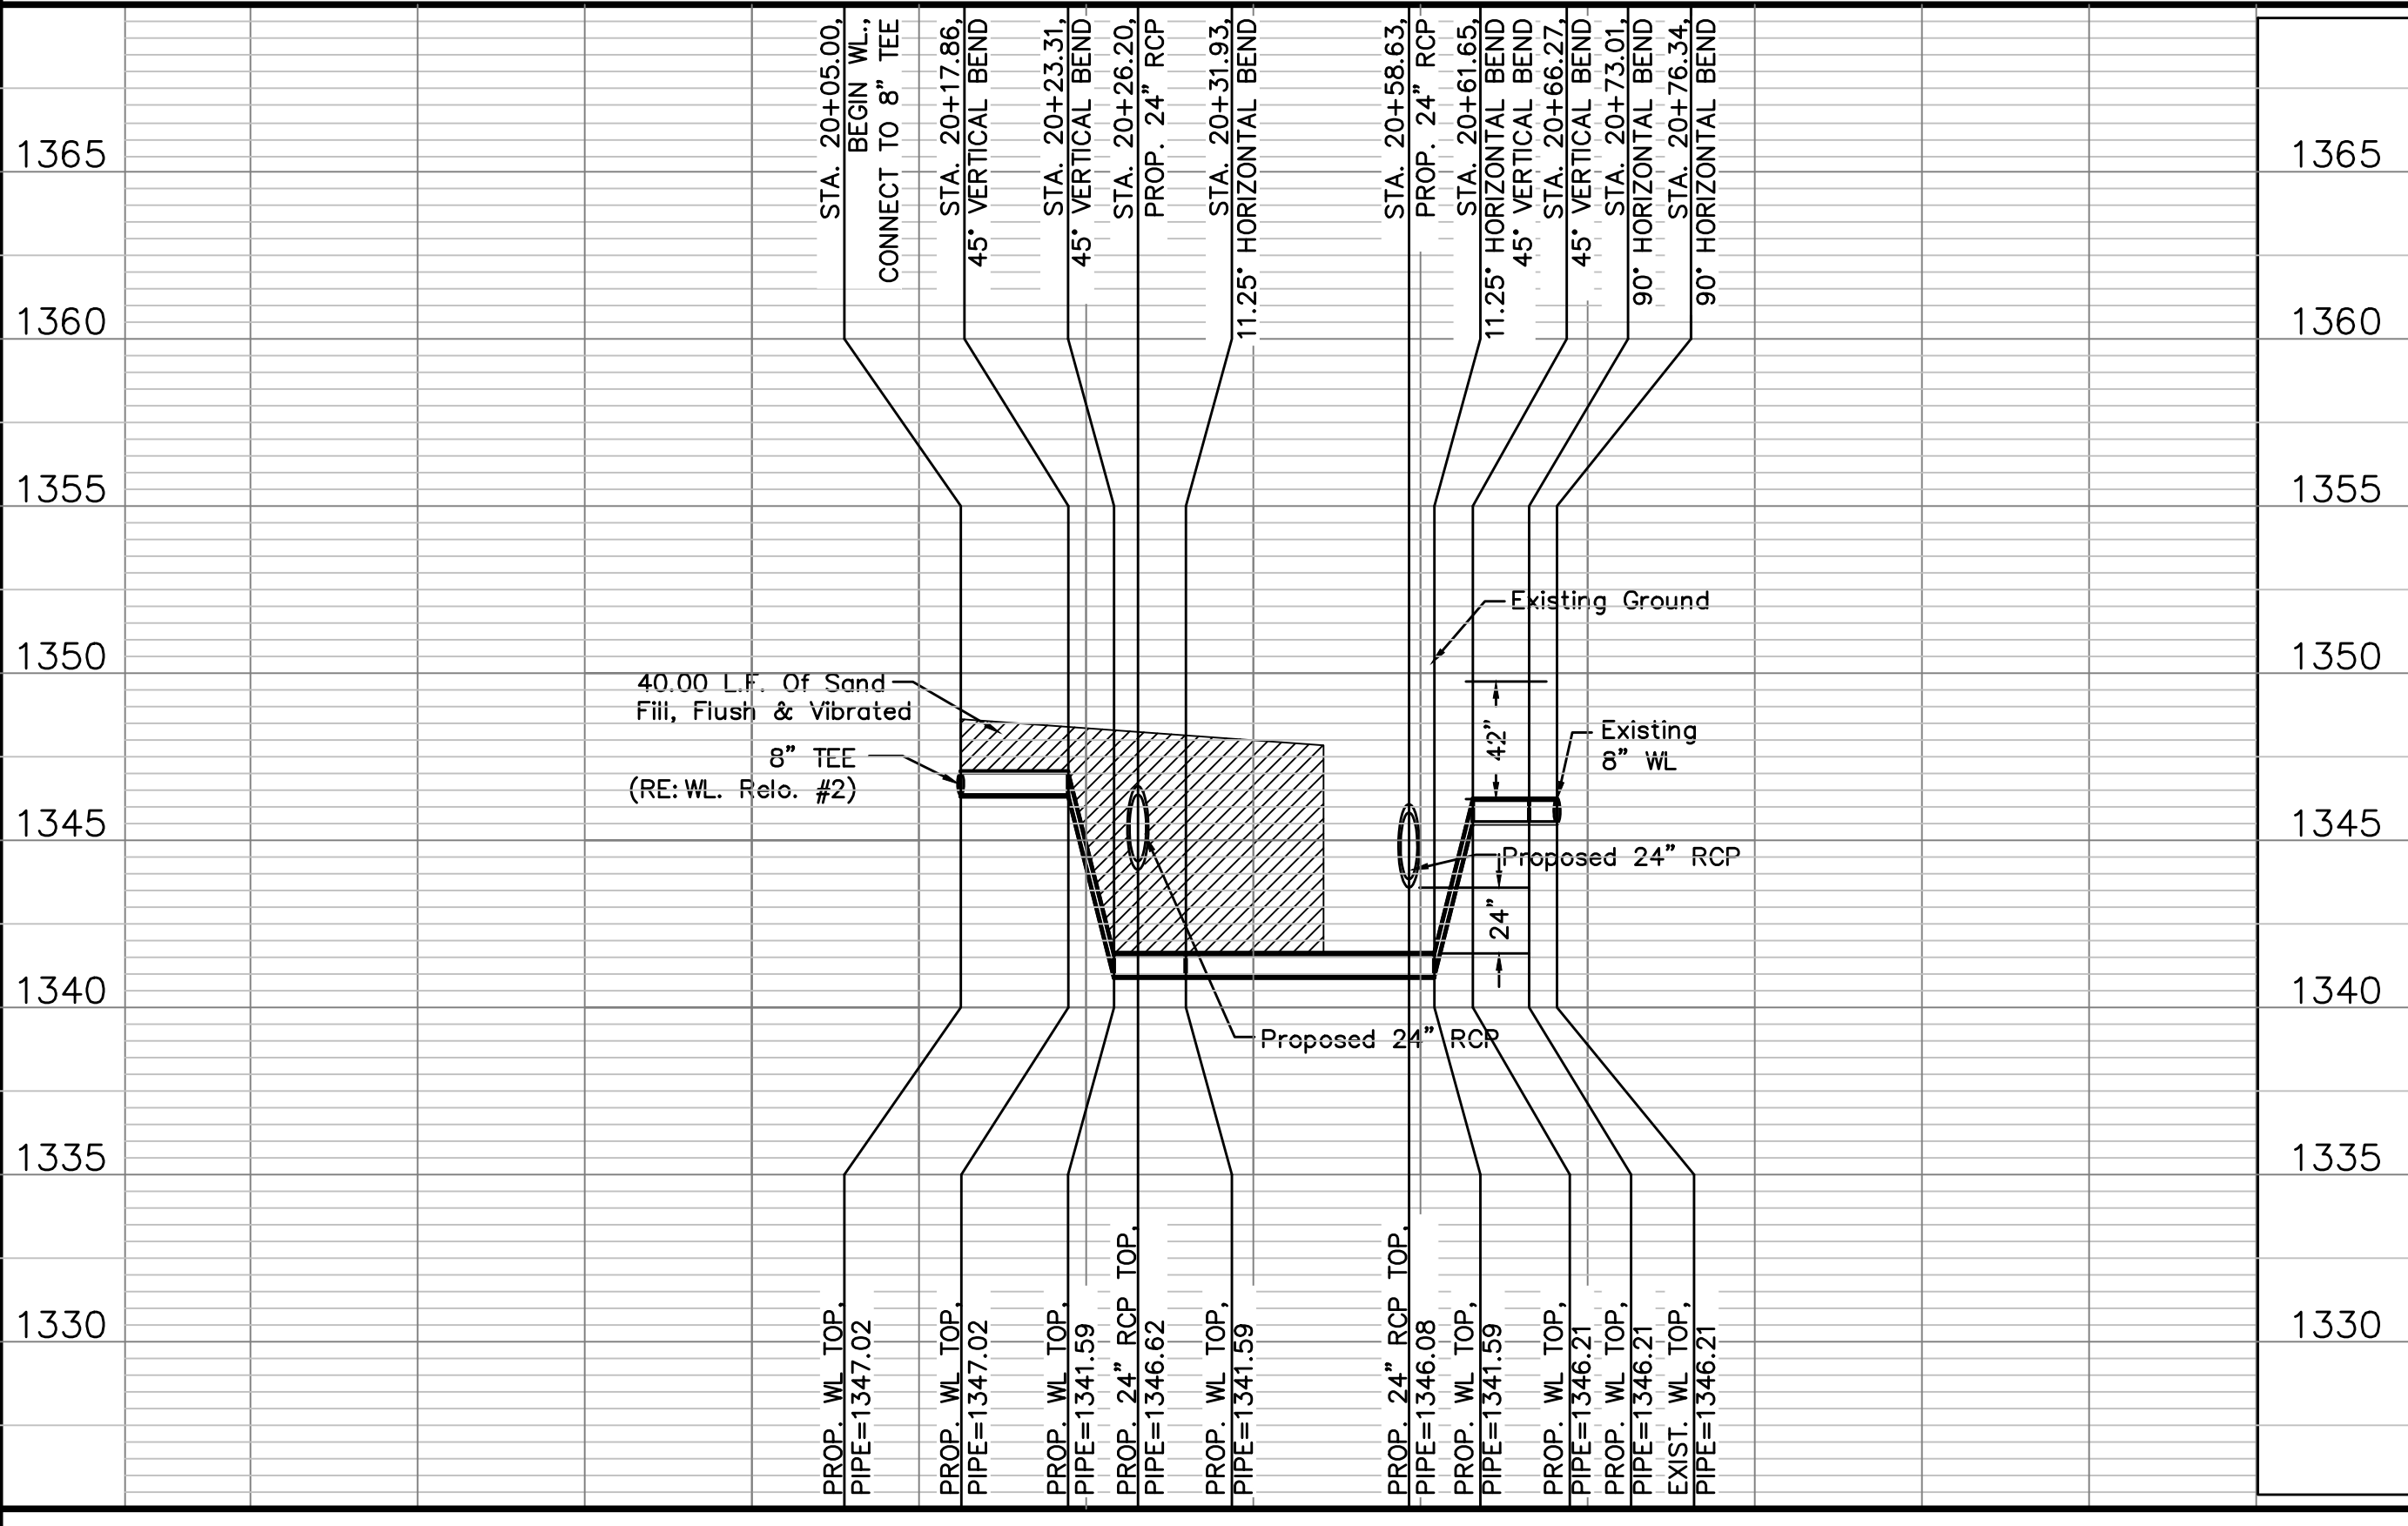 STA. 20+05.00,
BEGIN WL.,
CONNECT TO 8" TEE
STA. 20+17.86,
45° VERTICAL BEND
STA. 20+23.31,
45° VERTICAL BEND
STA. 20+26.20,
PROP. 24" RCP
STA. 20+31.93,
11.25° HORIZONTAL BEND
STA. 20+58.63,
PROP. 24" RCP
STA. 20+61.65,
11.25° HORIZONTAL BEND
45° VERTICAL BEND
STA. 20+66.27,
45° VERTICAL BEND
STA. 20+73.01,
90° HORIZONTAL BEND
STA. 20+76.34,
90° HORIZONTAL BEND
1365
1365
1360
1360
1355
1355
Existing Ground
1350
1350
40.00 L.F. Of Sand
Fill, Flush & Vibrated
42"
Existing
8" WL
8" TEE
(RE: WL. Relo. #2)
1345
1345
Proposed 24" RCP
24"
1340
1340
Proposed 24" RCP
1335
1335
1330
1330
PROP. WL TOP,
PIPE=1347.02
PROP. WL TOP,
PIPE=1347.02
PROP. WL TOP,
PIPE=1341.59
PROP. 24" RCP TOP,
PIPE=1346.62
PROP. WL TOP,
PIPE=1341.59
PROP. 24" RCP TOP,
PIPE=1346.08
PROP. WL TOP,
PIPE=1341.59
PROP. WL TOP,
PIPE=1346.21
PROP. WL TOP,
PIPE=1346.21
EXIST. WL TOP,
PIPE=1346.21